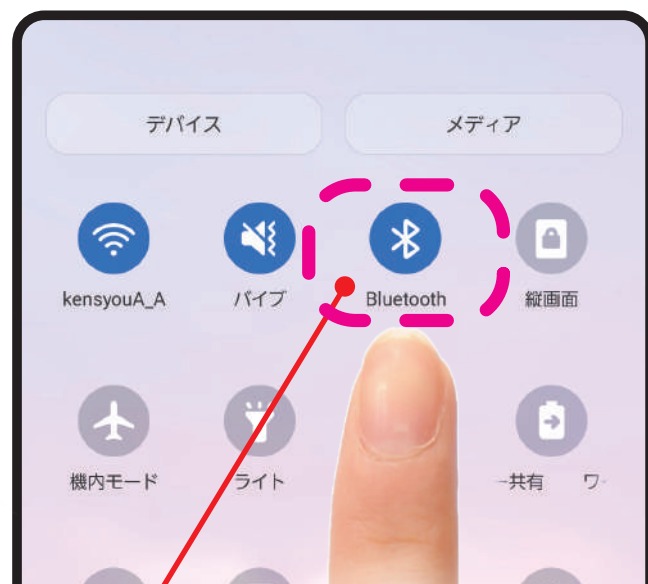 デバイス
メディア
kensyouA_A
バイブ
Bluetooth
縦画面
機内モード
ライト
共有
ワ